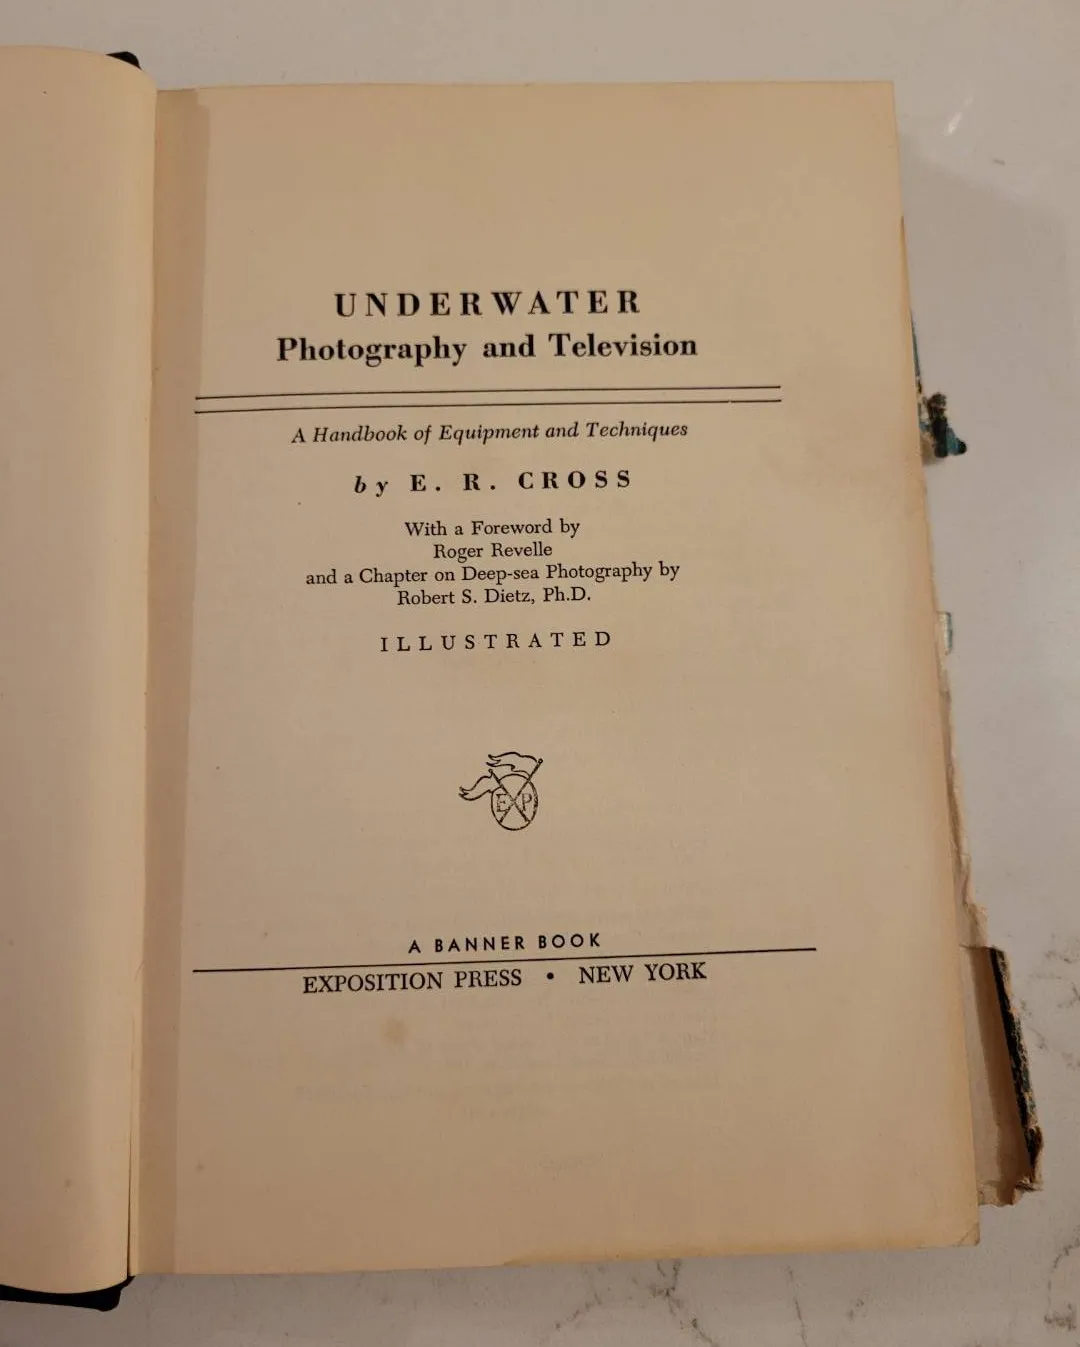 UNDERWATER
Photography and Television
A Handbook of Equipment and Techniques
by E. R. CROSS
With a Foreword by
Roger Revelle
and a Chapter on Deep-sea Photography by
Robert S. Dietz, Ph.D.
ILLUSTRATED
EXP
A BANNER BOOK
EXPOSITION PRESS • NEW YORK